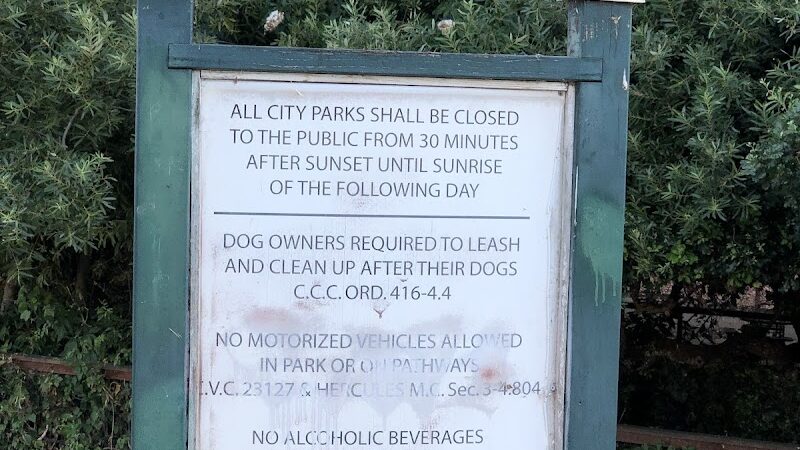 ALL CITY PARKS SHALL BE CLOSED
TO THE PUBLIC FROM 30 MINUTES
AFTER SUNSET UNTIL SUNRISE
OF THE FOLLOWING DAY
DOG OWNERS REQUIRED TO LEASH
AND CLEAN UP AFTER THEIR DOGS
C.C.C. ORD. 416-4.4
NO MOTORIZED VEHICLES ALLOWED
IN PARK OR ON PATHWAYS
.V.C. 23127 & HERCULES M.C. Sec. 3-4.804
NO ALCOHOLIC BEVERAGES